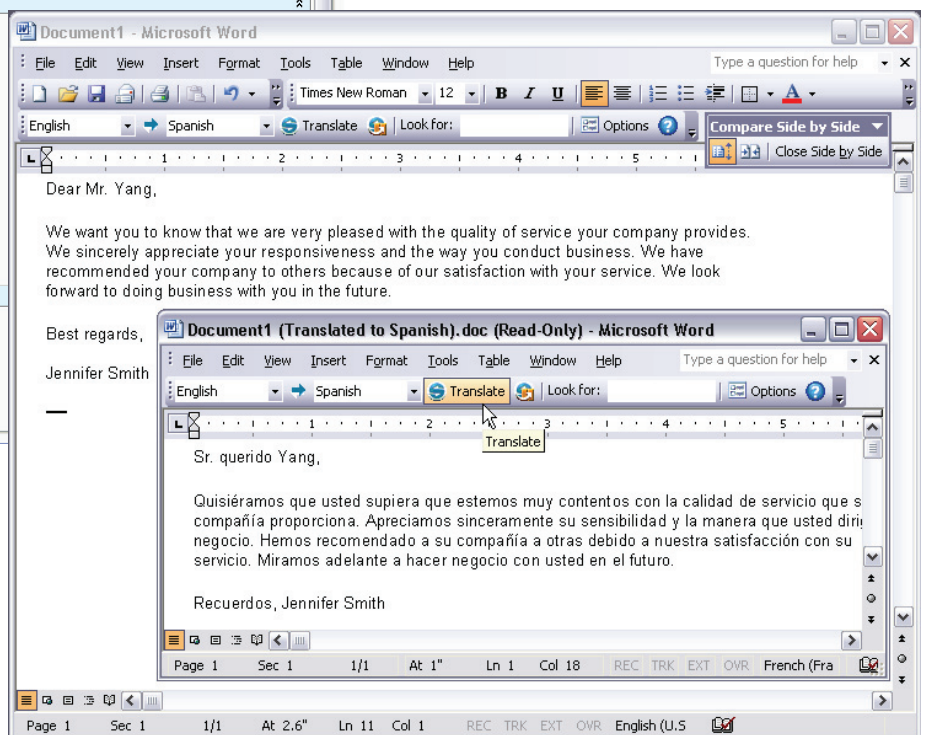 Document1 - Microsoft Word
File Edit View Insert Format Tools Table Window Help Type a question for help
Times New Roman 12 B I U A
English Spanish Translate Look for: Options Compare Side by Side
Close Side by Side
1 2 3 4 5
Dear Mr. Yang,
We want you to know that we are very pleased with the quality of service your company provides.
We sincerely appreciate your responsiveness and the way you conduct business. We have
recommended your company to others because of our satisfaction with your service. We look
forward to doing business with you in the future.
Best regards,
Jennifer Smith
Document1 (Translated to Spanish).doc (Read-Only) - Microsoft Word
File Edit View Insert Format Tools Table Window Help Type a question for help
English Spanish Translate Look for: Options
1 2 3 4 5
Translate
Sr. querido Yang,
Quisiéramos que usted supiera que estemos muy contentos con la calidad de servicio que s
compañía proporciona. Apreciamos sinceramente su sensibilidad y la manera que usted diri
negocio. Hemos recomendado a su compañía a otras debido a nuestra satisfacción con su
servicio. Miramos adelante a hacer negocio con usted en el futuro.
Recuerdos, Jennifer Smith
Page 1 Sec 1 1/1 At 1" Ln 1 Col 18 REC TRK EXT OVR French (Fra
Page 1 Sec 1 1/1 At 2.6" Ln 11 Col 1 REC TRK EXT OVR English (U.S